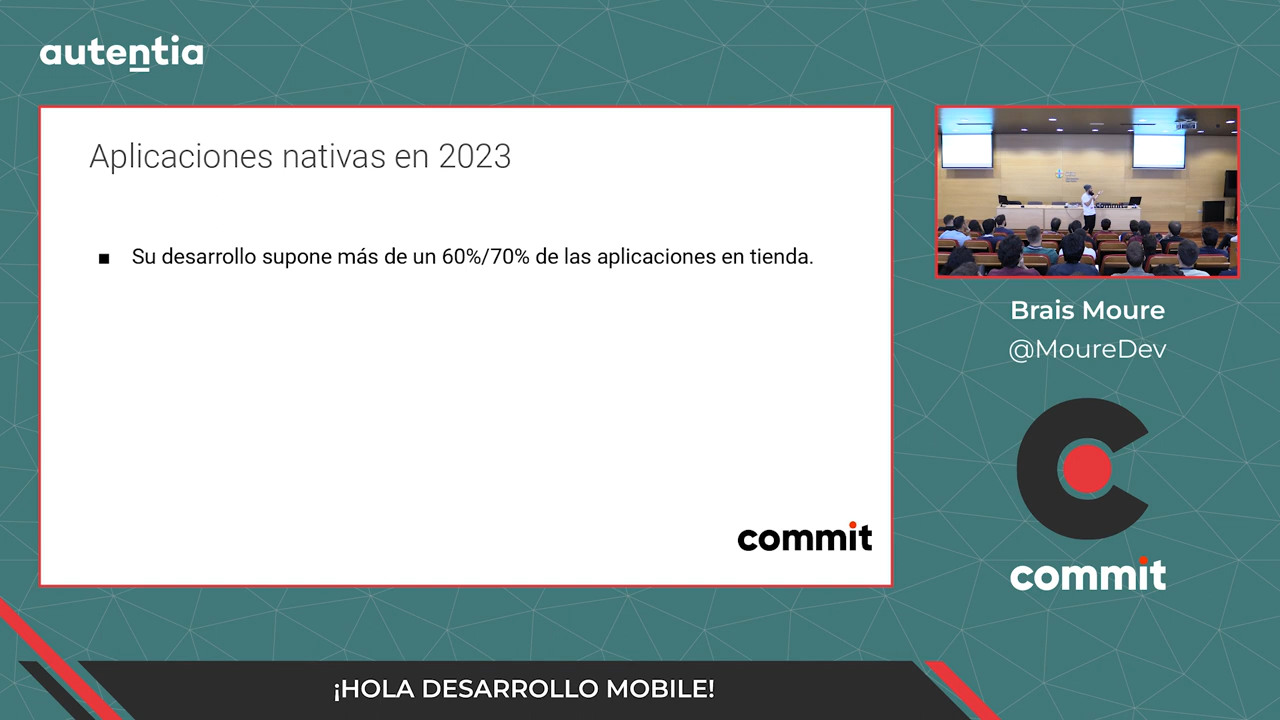 autentia
Aplicaciones nativas en 2023
■ Su desarrollo supone más de un 60%/70% de las aplicaciones en tienda.
commit
commit
Brais Moure
@MoureDev
commit
¡HOLA DESARROLLO MOBILE!